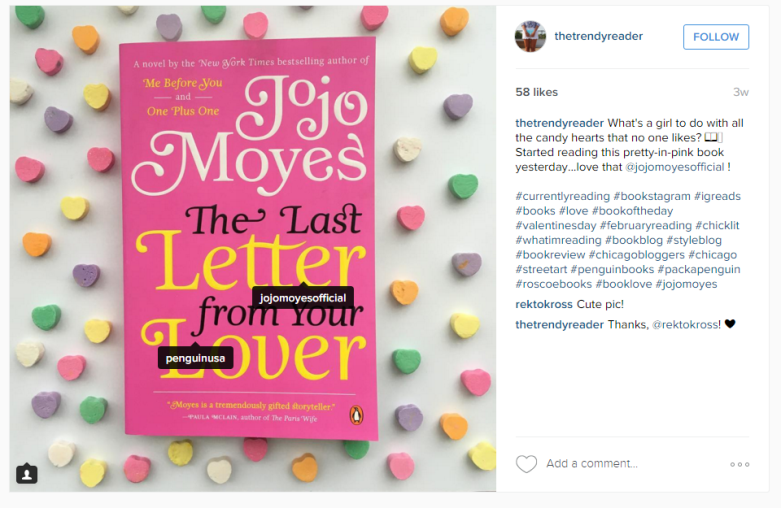 A novel by the New York Times bestselling author of
Me Before You
and
One Plus One
Jojo
Moyes
The Last
Letter
jojomoyesofficial
from Your
penguinusa
Lover
"Moyes is a tremendously gifted storyteller."
—PAULA MCLAIN, author of The Paris Wife
thetrendyreader
FOLLOW
58 likes
3w
thetrendyreader What's a girl to do with all
the candy hearts that no one likes? 📖
Started reading this pretty-in-pink book
yesterday...love that @jojomoyesofficial !
#currentlyreading #bookstagram #igreads
#books #love #bookoftheday
#valentinesday #februaryreading #chicklit
#whatimreading #bookblog #styleblog
#bookreview #chicagobloggers #chicago
#streetart #penguinbooks #packapenguin
#roscoebooks #booklove #jojomoyes
rektokross Cute pic!
thetrendyreader Thanks, @rektokross! 🖤
Add a comment...